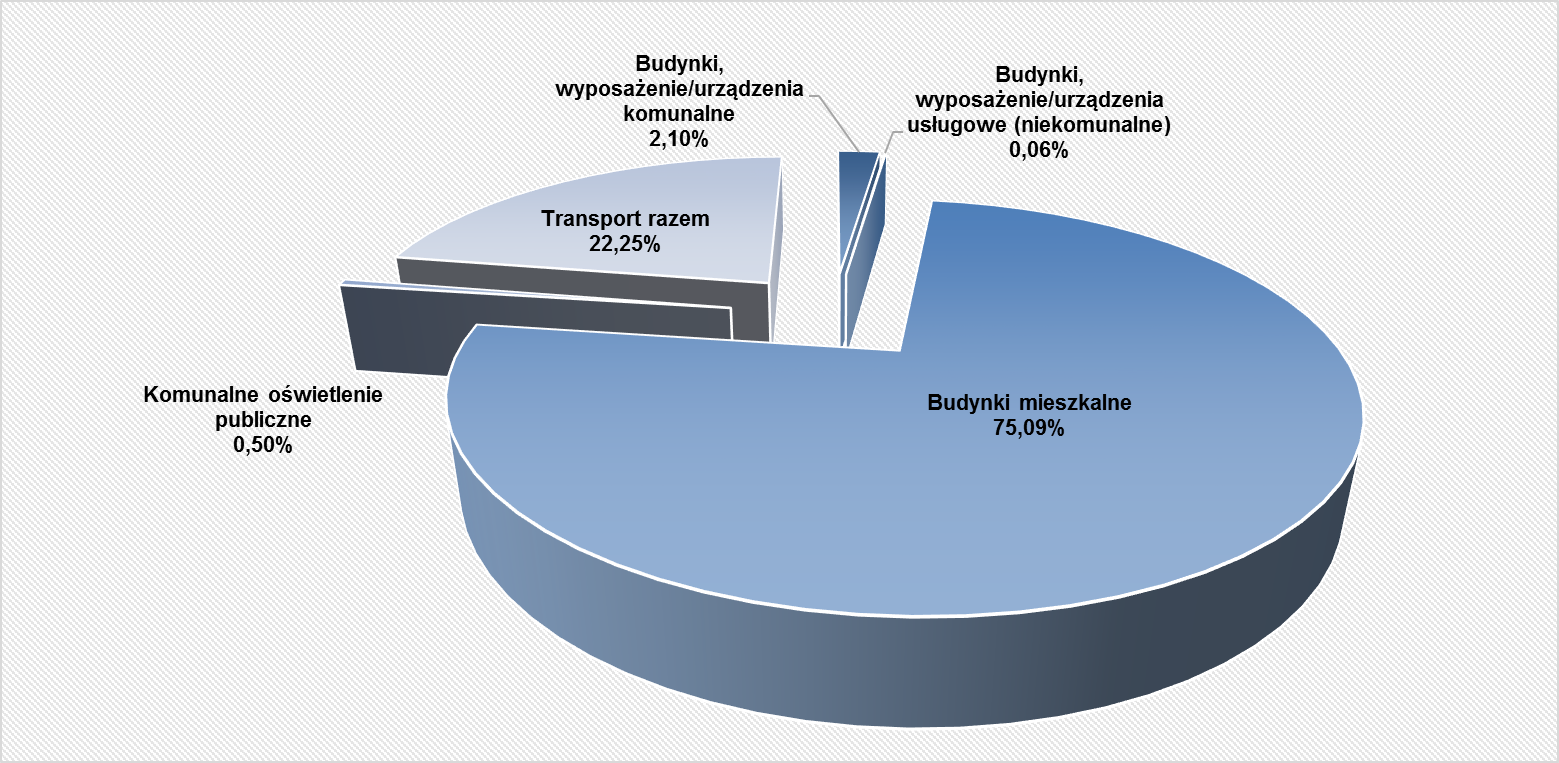 Budynki,
wyposażenie/urządzenia
komunalne
2,10%
Budynki,
wyposażenie/urządzenia
usługowe (niekomunalne)
0,06%
Transport razem
22,25%
Komunalne oświetlenie
publiczne
0,50%
Budynki mieszkalne
75,09%